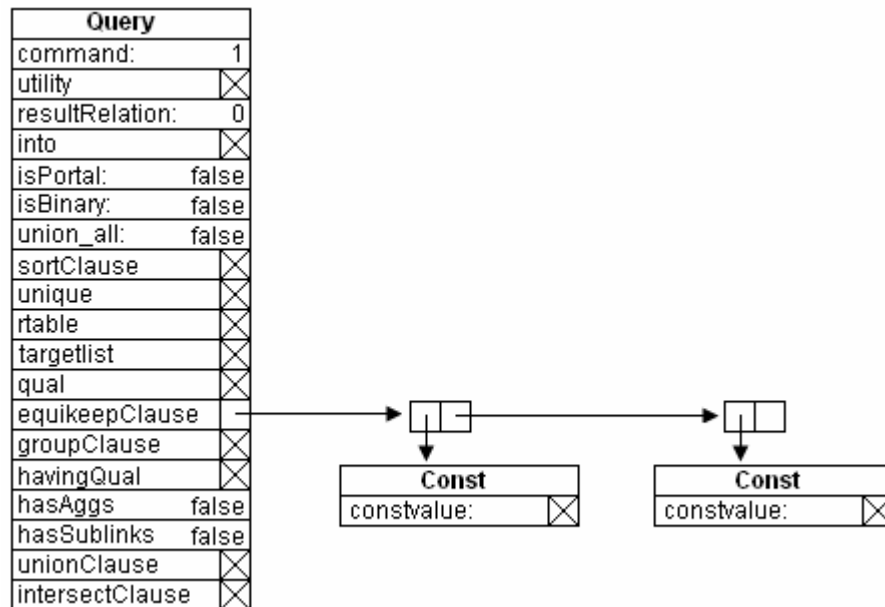 Query
command: 1
utility
resultRelation: 0
into
isPortal: false
isBinary: false
union_all: false
sortClause
unique
rtable
targetlist
qual
equikeepClause
groupClause
havingQual
hasAggs false
hasSublinks false
unionClause
intersectClause
Const
constvalue:
Const
constvalue: